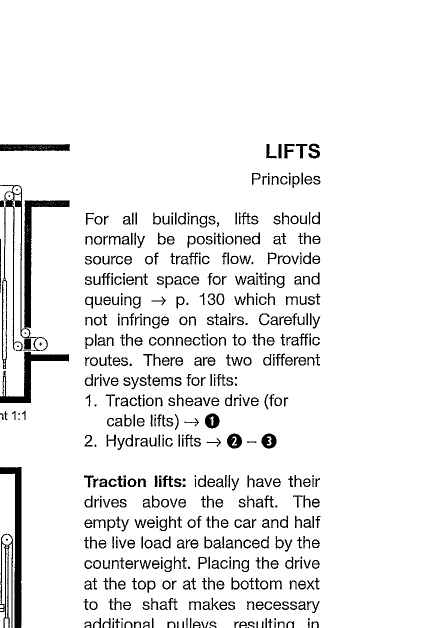 LIFTS
Principles
For all buildings, lifts should
normally be positioned at the
source of traffic flow. Provide
sufficient space for waiting and
queuing → p. 130 which must
not infringe on stairs. Carefully
plan the connection to the traffic
routes. There are two different
drive systems for lifts:
1. Traction sheave drive (for
cable lifts) → ❶
2. Hydraulic lifts → ❷ – ❸
1:1
Traction lifts: ideally have their
drives above the shaft. The
empty weight of the car and half
the live load are balanced by the
counterweight. Placing the drive
at the top or at the bottom next
to the shaft makes necessary
additional pulleys, resulting in